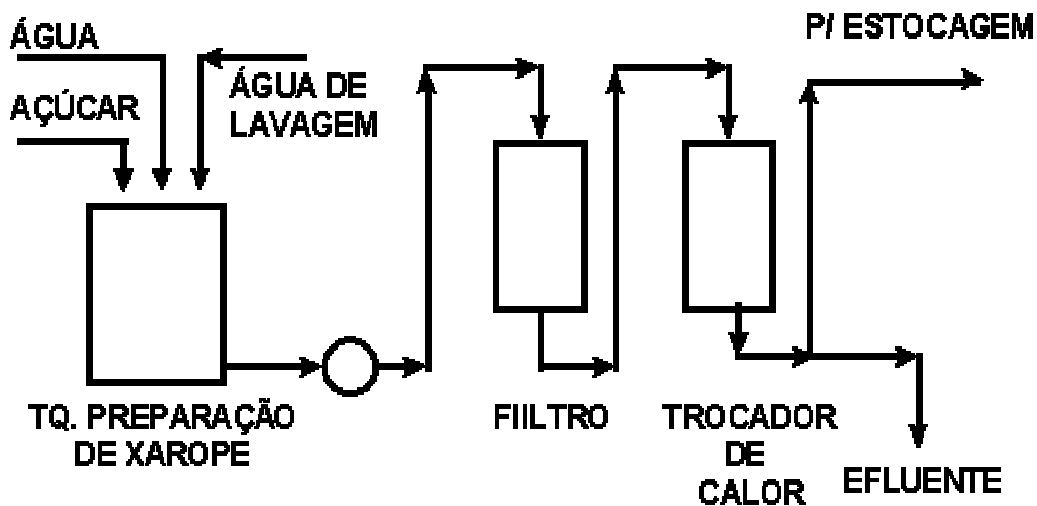 P/ ESTOCAGEM
ÁGUA
AÇÚCAR
ÁGUA DE
LAVAGEM
TQ. PREPARAÇÃO
DE XAROPE
FIILTRO
TROCADOR
DE
CALOR
EFLUENTE